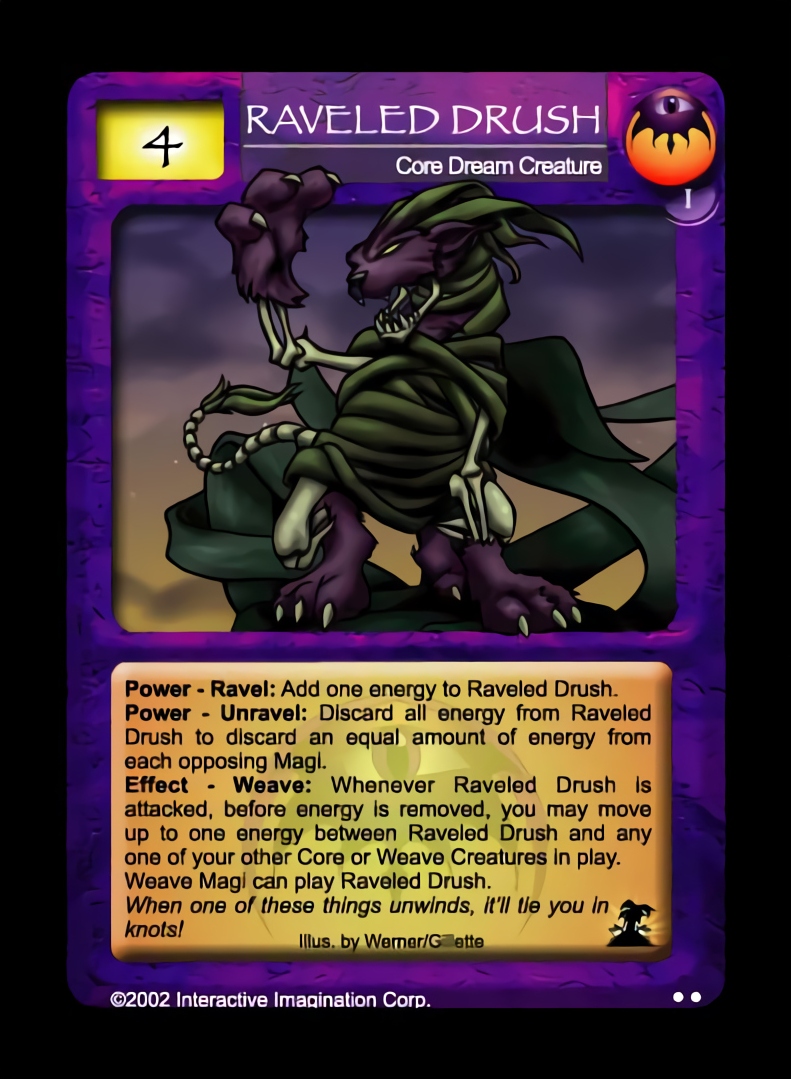 4
RAVELED DRUSH
Core Dream Creature
I
Power - Ravel: Add one energy to Raveled Drush.
Power - Unravel: Discard all energy from Raveled
Drush to discard an equal amount of energy from
each opposing Magi.
Effect - Weave: Whenever Raveled Drush is
attacked, before energy is removed, you may move
up to one energy between Raveled Drush and any
one of your other Core or Weave Creatures in play.
Weave Magi can play Raveled Drush.
When one of these things unwinds, it'll tie you in
knots!
Illus. by
©2002 Interactive Imagination Corp.